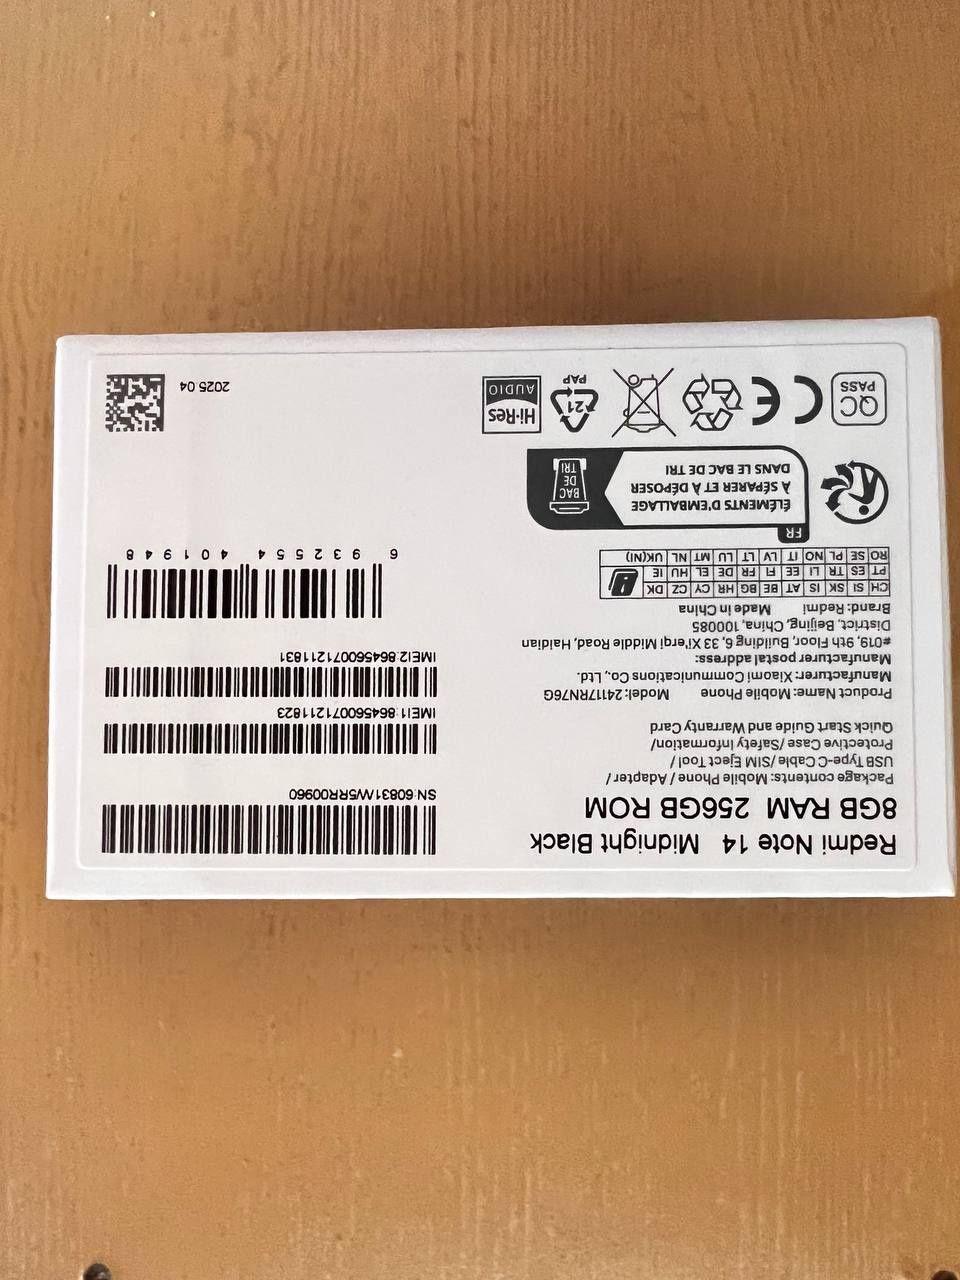 Redmi Note 14 Midnight Black
8GB RAM 256GB ROM
Package contents: Mobile Phone / Adapter /
USB Type-C Cable / SIM Eject Tool /
Protective Case / Safety Information /
Quick Start Guide and Warranty Card
Product Name: Mobile Phone Model: 24117RN76G
Manufacturer: Xiaomi Communications Co., Ltd.
Manufacturer postal address:
#019, 9th Floor, Building 6, 33 Xi'erqi Middle Road, Haidian
District, Beijing, China, 100085
Brand: Redmi Made in China
CH SI SK IS AT BE BG HR CY CZ DK
PT ES TR LI EE FI FR DE EL HU IE
RO SE PL NO IT LV LT LU MT NL UK(NI)
FR
ÉLÉMENTS D'EMBALLAGE
À SÉPARER ET À DÉPOSER
DANS LE BAC DE TRI
BAC
DE
TRI
QC
PASS
CE
21
PAP
Hi-Res
AUDIO
SN:60831/W5RR00960
IMEI1:864560071211823
IMEI2:864560071211831
6 932554 401948
2025 04